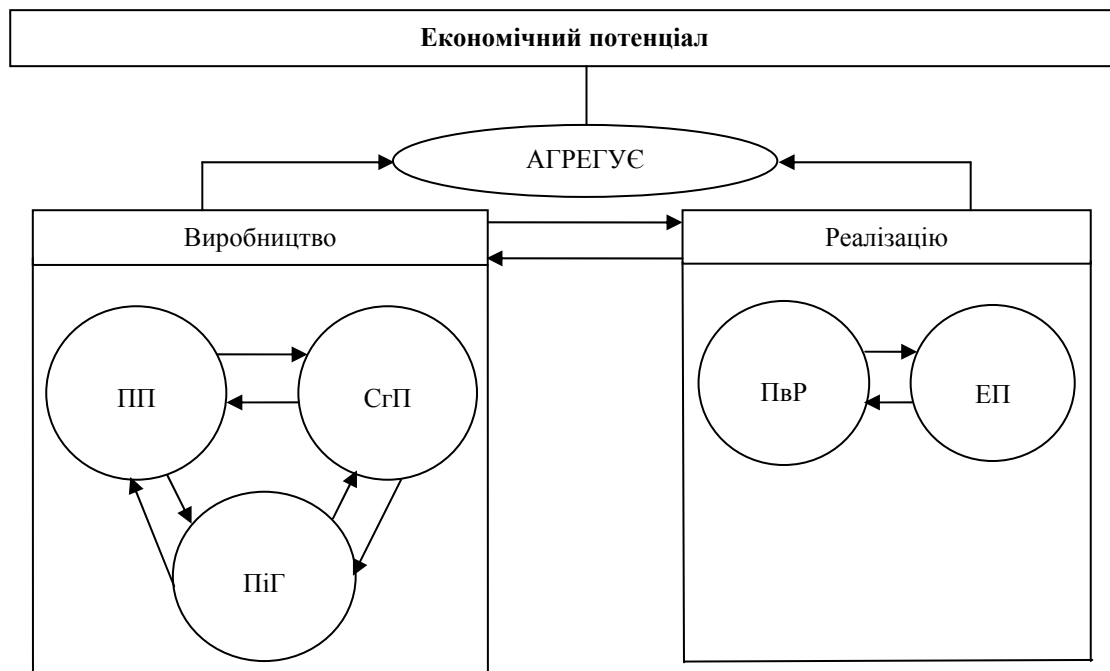 Економічний потенціал
АГРЕГУЄ
Виробництво
Реалізацію
ПП
СгП
ПвР
ЕП
ПіГ